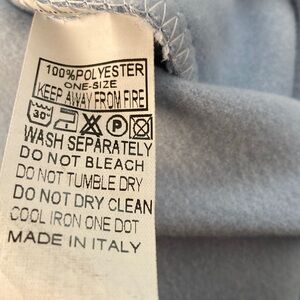 100%POLYESTER
ONE-SIZE
KEEP AWAY FROM FIRE
30° P
WASH SEPARATELY
DO NOT BLEACH
DO NOT TUMBLE DRY
DO NOT DRY CLEAN
COOL IRON ONE DOT
MADE IN ITALY